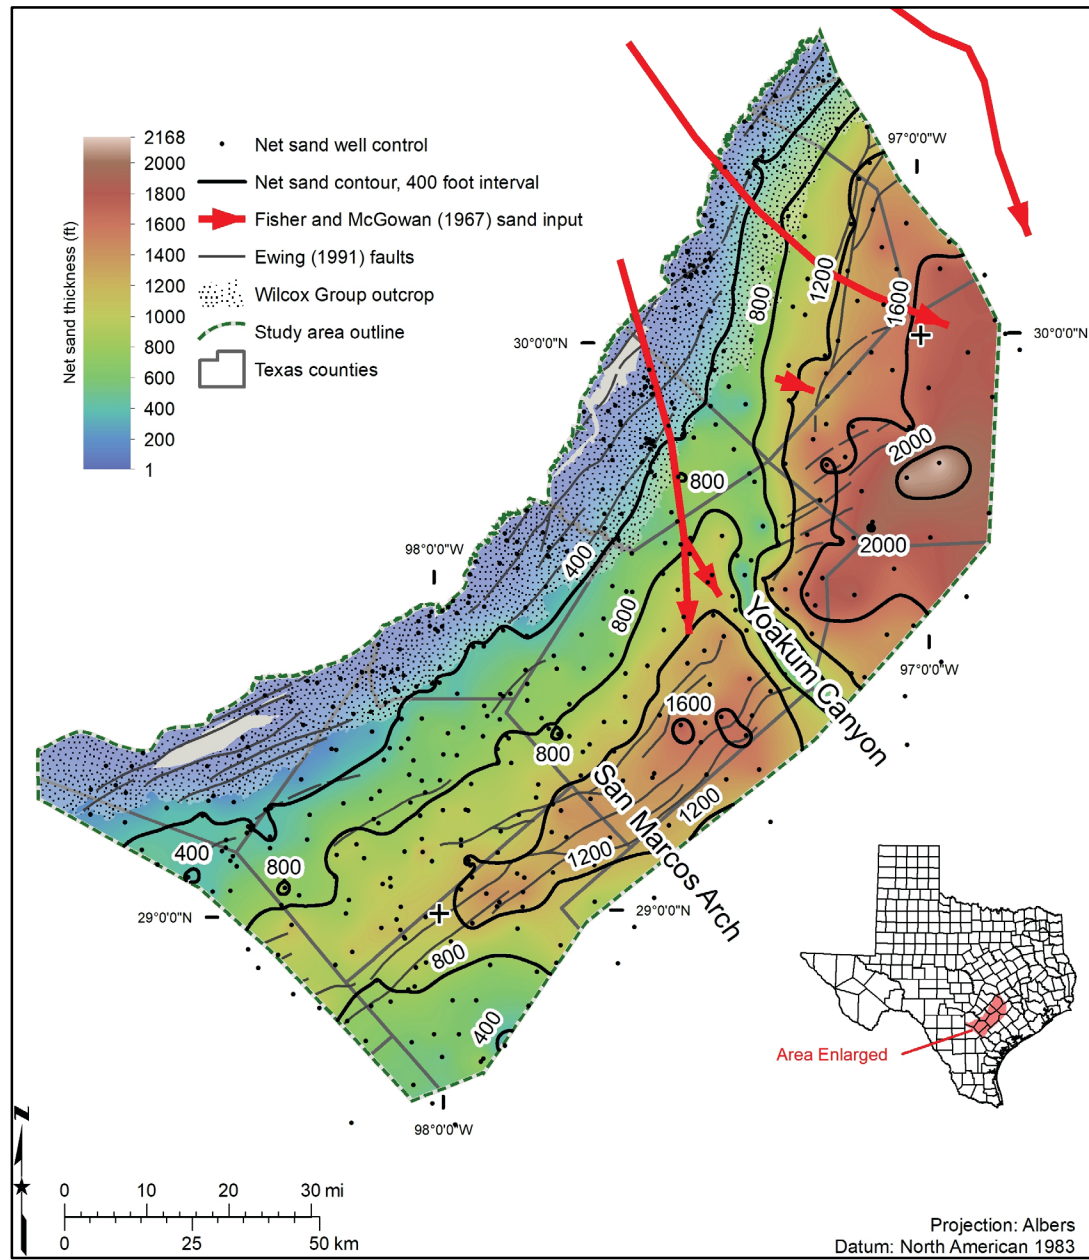 97°0'0"W
2168
2000
1800
1600
1400
1200
1000
800
600
400
200
1
Net sand thickness (ft)
Net sand well control
Net sand contour, 400 foot interval
Fisher and McGowan (1967) sand input
Ewing (1991) faults
Wilcox Group outcrop
Study area outline
Texas counties
800
1200
1600
30°0'0"N
30°0'0"N
2000
800
2000
98°0'0"W
400
800
Yoakum Canyon
97°0'0"W
1600
800
San Marcos Arch
1200
1200
400
800
29°0'0"N
29°0'0"N
800
400
Area Enlarged
98°0'0"W
N
0 10 20 30 mi
0 25 50 km
Projection: Albers
Datum: North American 1983